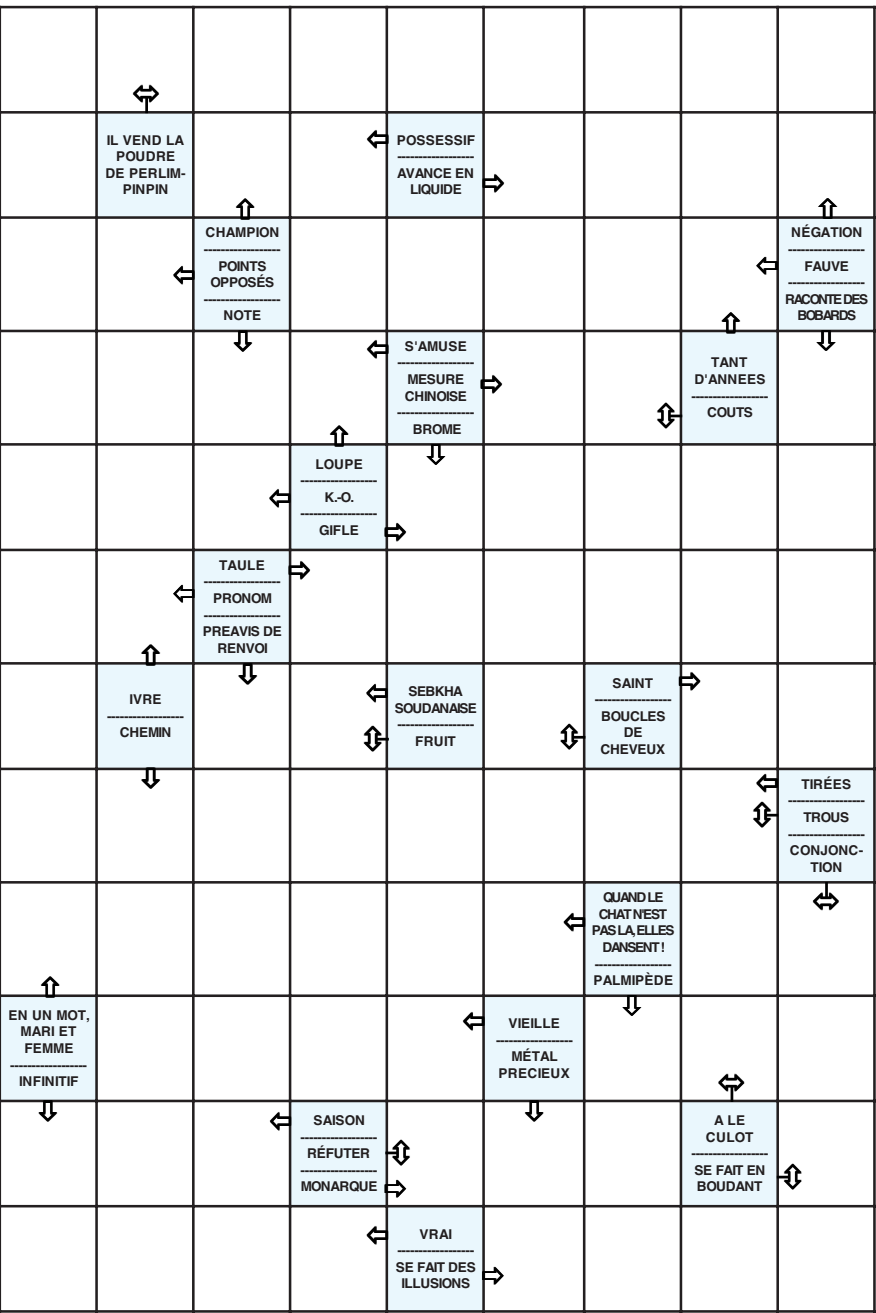 IL VEND LA
POUDRE
DE PERLIM-
PINPIN
POSSESSIF
------------------
AVANCE EN
LIQUIDE
CHAMPION
------------------
POINTS
OPPOSÉS
------------------
NOTE
NÉGATION
------------------
FAUVE
------------------
RACONTE DES
BOBARDS
S'AMUSE
------------------
MESURE
CHINOISE
------------------
BROME
TANT
D'ANNEES
------------------
COUTS
LOUPE
------------------
K.-O.
------------------
GIFLE
TAULE
------------------
PRONOM
------------------
PREAVIS DE
RENVOI
IVRE
------------------
CHEMIN
SEBKHA
SOUDANAISE
------------------
FRUIT
SAINT
------------------
BOUCLES
DE
CHEVEUX
TIRÉES
------------------
TROUS
------------------
CONJONC-
TION
QUAND LE
CHAT N'EST
PAS LA, ELLES
DANSENT !
------------------
PALMIPÈDE
EN UN MOT,
MARI ET
FEMME
------------------
INFINITIF
VIEILLE
------------------
MÉTAL
PRECIEUX
SAISON
------------------
RÉFUTER
------------------
MONARQUE
A LE
CULOT
------------------
SE FAIT EN
BOUDANT
VRAI
------------------
SE FAIT DES
ILLUSIONS